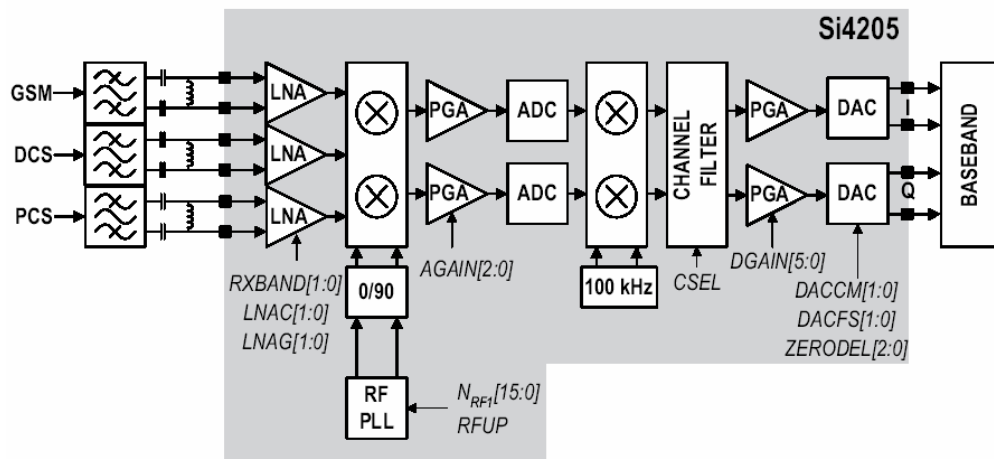 Si4205
GSM
DCS
PCS
LNA
LNA
LNA
PGA
PGA
ADC
ADC
CHANNEL
FILTER
PGA
PGA
DAC
DAC
I
Q
BASEBAND
RXBAND[1:0]
LNAC[1:0]
LNAG[1:0]
0/90
AGAIN[2:0]
100 kHz
CSEL
DGAIN[5:0]
DACCM[1:0]
DACFS[1:0]
ZERODEL[2:0]
RF
PLL
N_RF1[15:0]
RFUP